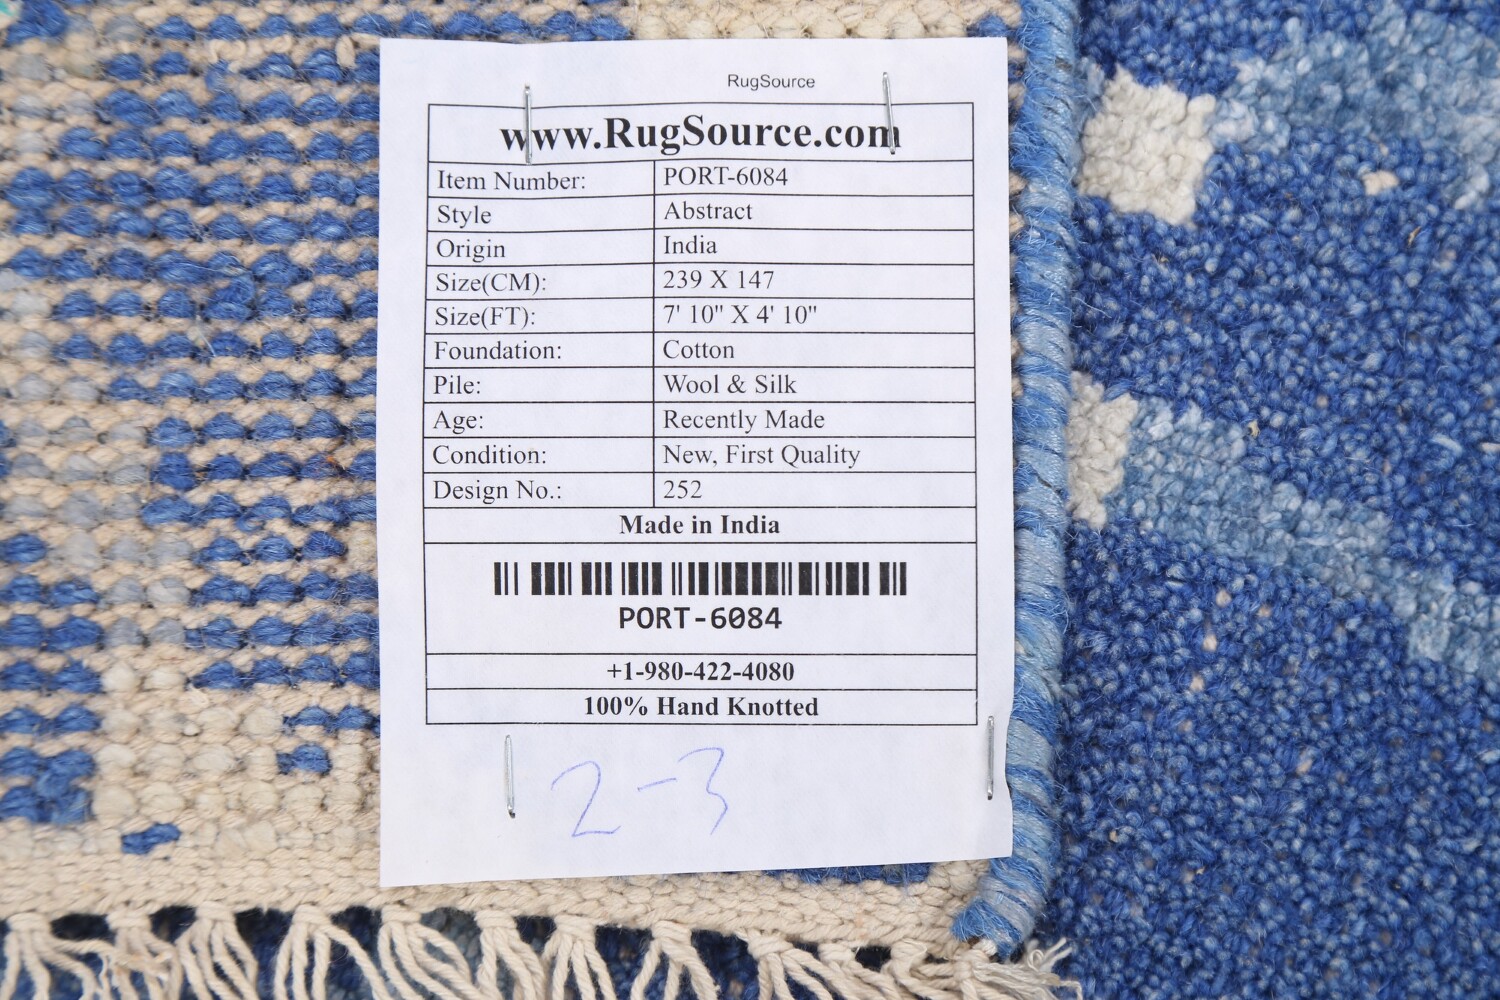 RugSource
www.RugSource.com
Item Number: PORT-6084
Style Abstract
Origin India
Size(CM): 239 X 147
Size(FT): 7' 10" X 4' 10"
Foundation: Cotton
Pile: Wool & Silk
Age: Recently Made
Condition: New, First Quality
Design No.: 252
Made in India
PORT-6084
+1-980-422-4080
100% Hand Knotted
2-3